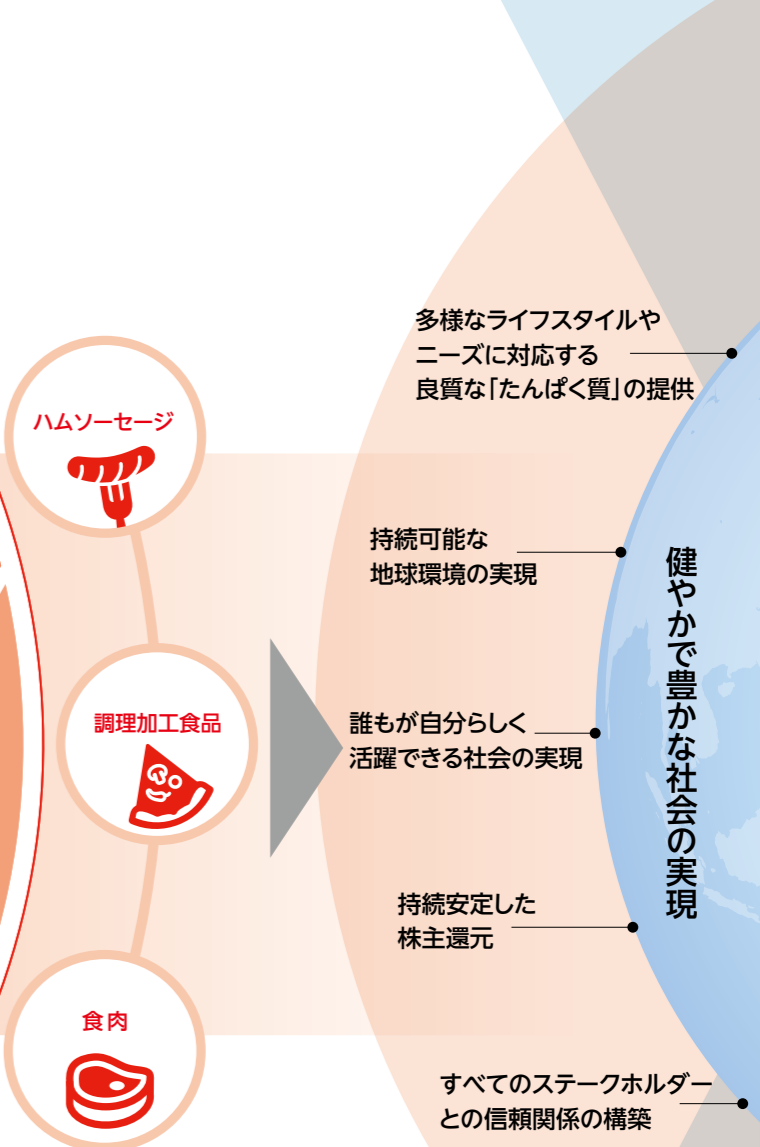 ハムソーセージ
調理加工食品
食肉
多様なライフスタイルや
ニーズに対応する
良質な「たんぱく質」の提供
持続可能な
地球環境の実現
誰もが自分らしく
活躍できる社会の実現
持続安定した
株主還元
すべてのステークホルダー
との信頼関係の構築
健やかで豊かな社会の実現